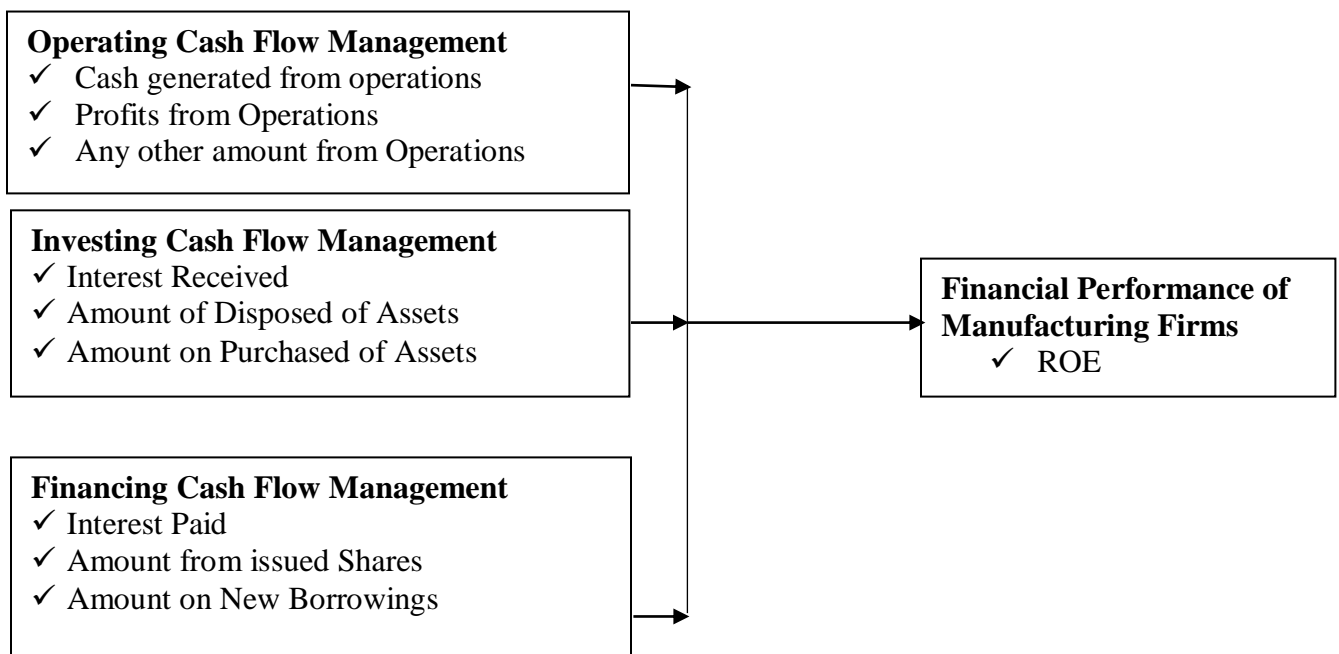 Operating Cash Flow Management
✓ Cash generated from operations
✓ Profits from Operations
✓ Any other amount from Operations
Investing Cash Flow Management
✓ Interest Received
✓ Amount of Disposed of Assets
✓ Amount on Purchased of Assets
Financing Cash Flow Management
✓ Interest Paid
✓ Amount from issued Shares
✓ Amount on New Borrowings
Financial Performance of
Manufacturing Firms
✓ ROE